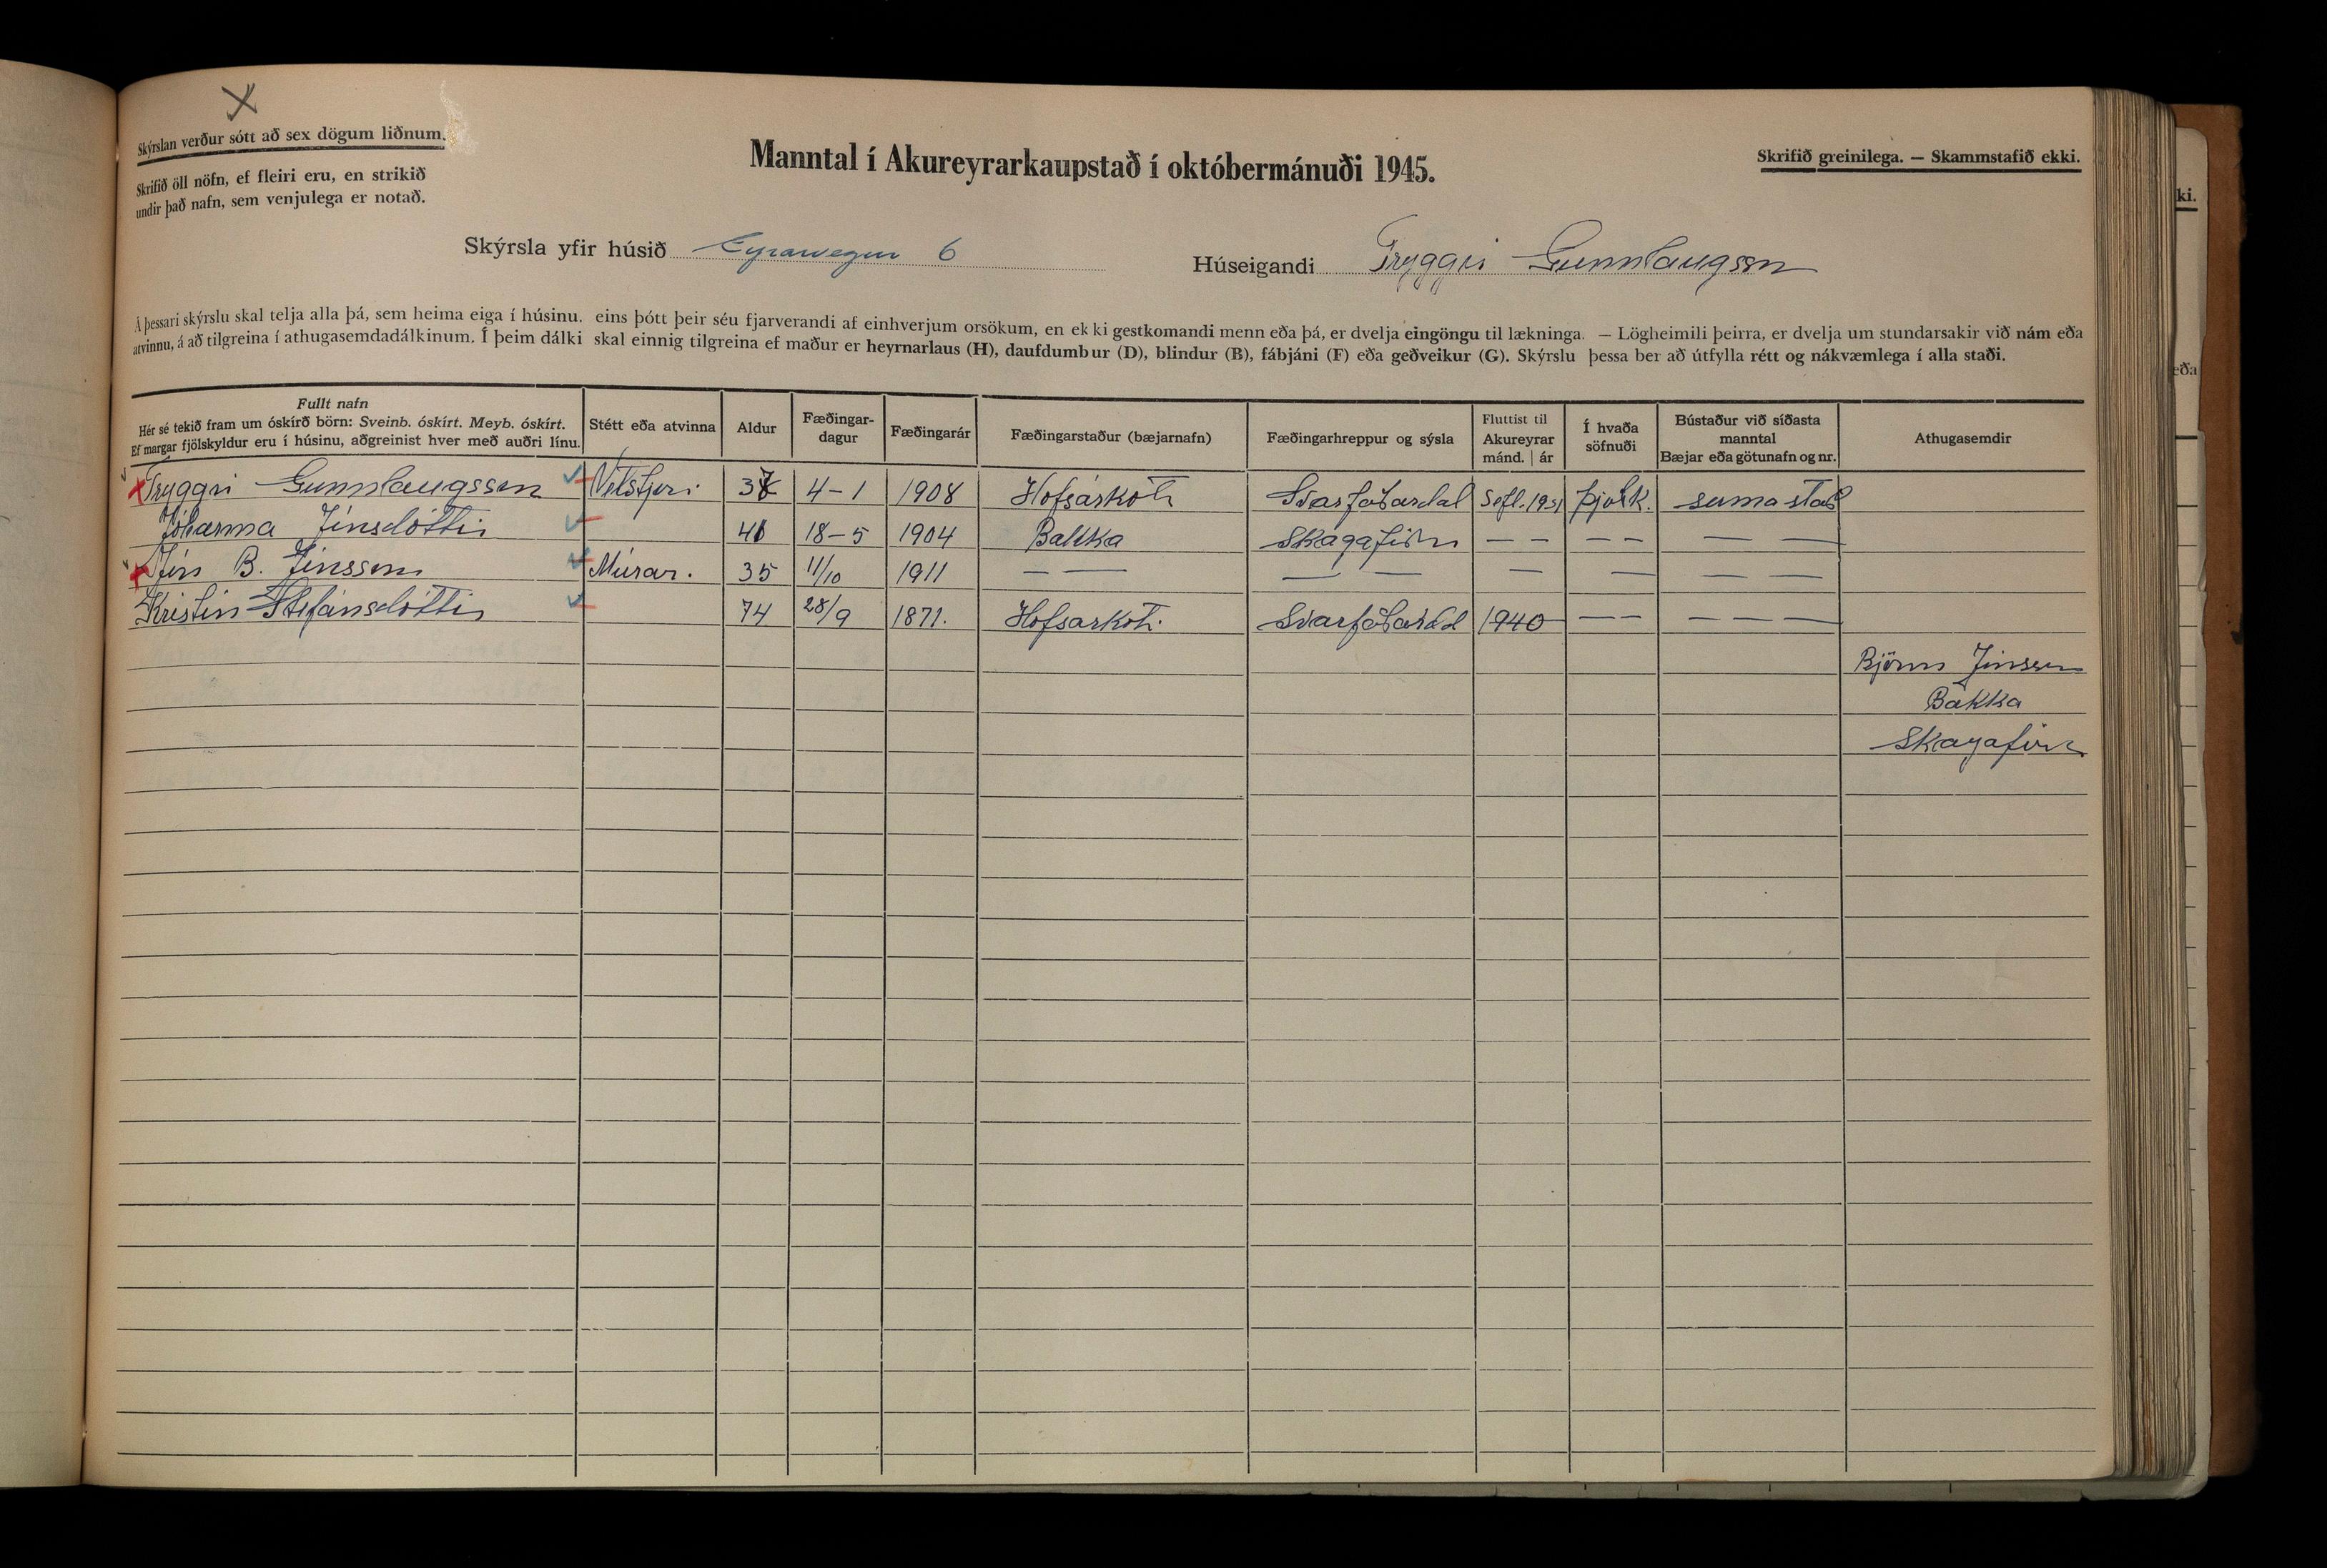 X
Skýrslan verður sótt að sex dögum liðnum.
Skrifið öll nöfn, ef fleiri eru, en strikið
undir það nafn, sem venjulega er notað.
Manntal í Akureyrarkaupstað í októbermánuði 1945.
Skrifið greinilega. — Skammstafið ekki.
Skýrsla yfir húsið Eyrarvegur 6
Húseigandi Tryggvi Gunnlaugsson
Á þessari skýrslu skal telja alla þá, sem heima eiga í húsinu. eins þótt þeir séu fjarverandi af einhverjum orsökum, en ekki gestkomandi menn eða þá, er dvelja eingöngu til lækninga. — Lögheimili þeirra, er dvelja um stundarsakir við nám eða
atvinnu, á að tilgreina í athugasemdadálkinum. Í þeim dálki skal einnig tilgreina ef maður er heyrnarlaus (H), daufdumbur (D), blindur (B), fábjáni (F) eða geðveikur (G). Skýrslu þessa ber að útfylla rétt og nákvæmlega í alla staði.
Fullt nafn
Hér sé tekið fram um óskírð börn: Sveinb. óskírt. Meyb. óskírt.
Ef margar fjölskyldur eru í húsinu, aðgreinist hver með auðri línu.
Stétt eða atvinna
Aldur
Fæðingar-
dagur
Fæðingarár
Fæðingarstaður (bæjarnafn)
Fæðingarhreppur og sýsla
Fluttist til
Akureyrar
mánd. | ár
Í hvaða
söfnuði
Bústaður við síðasta
manntal
Bæjar eða götunafn og nr.
Athugasemdir
Tryggvi Gunnlaugsson Vélstjóri 37 4-1 1908 Hofsárkoti Svarfaðardal Sept. 1931 þjóðk. sama stað
Jóhanna Jónsdóttir 41 18-5 1904 Bakka Skagafirði — — — — — —
Jón B. Jónsson Múrar. 35 11/10 1911 — — — — — — — —
Kristín Stefánsdóttir 74 28/9 1871. Hofsárkoti Svarfaðardal 1940 — — — — —
Björn Jónsson
Bakka
Skagafirði
ki.
eða